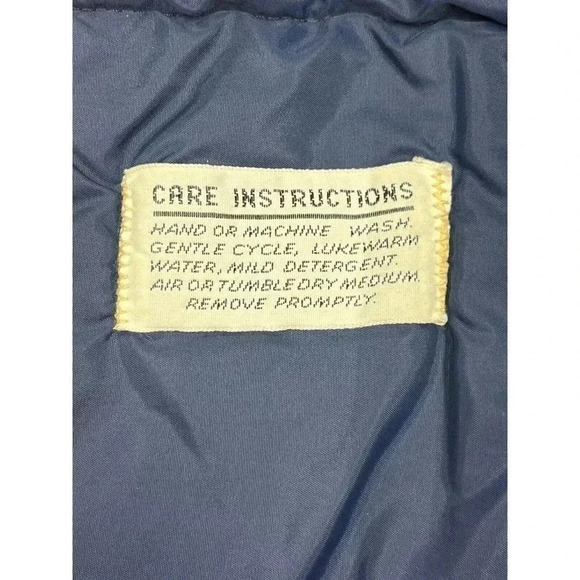 CARE INSTRUCTIONS
HAND OR MACHINE WASH.
GENTLE CYCLE, LUKEWARM
WATER, MILD DETERGENT.
AIR OR TUMBLE DRY MEDIUM.
REMOVE PROMPTLY.